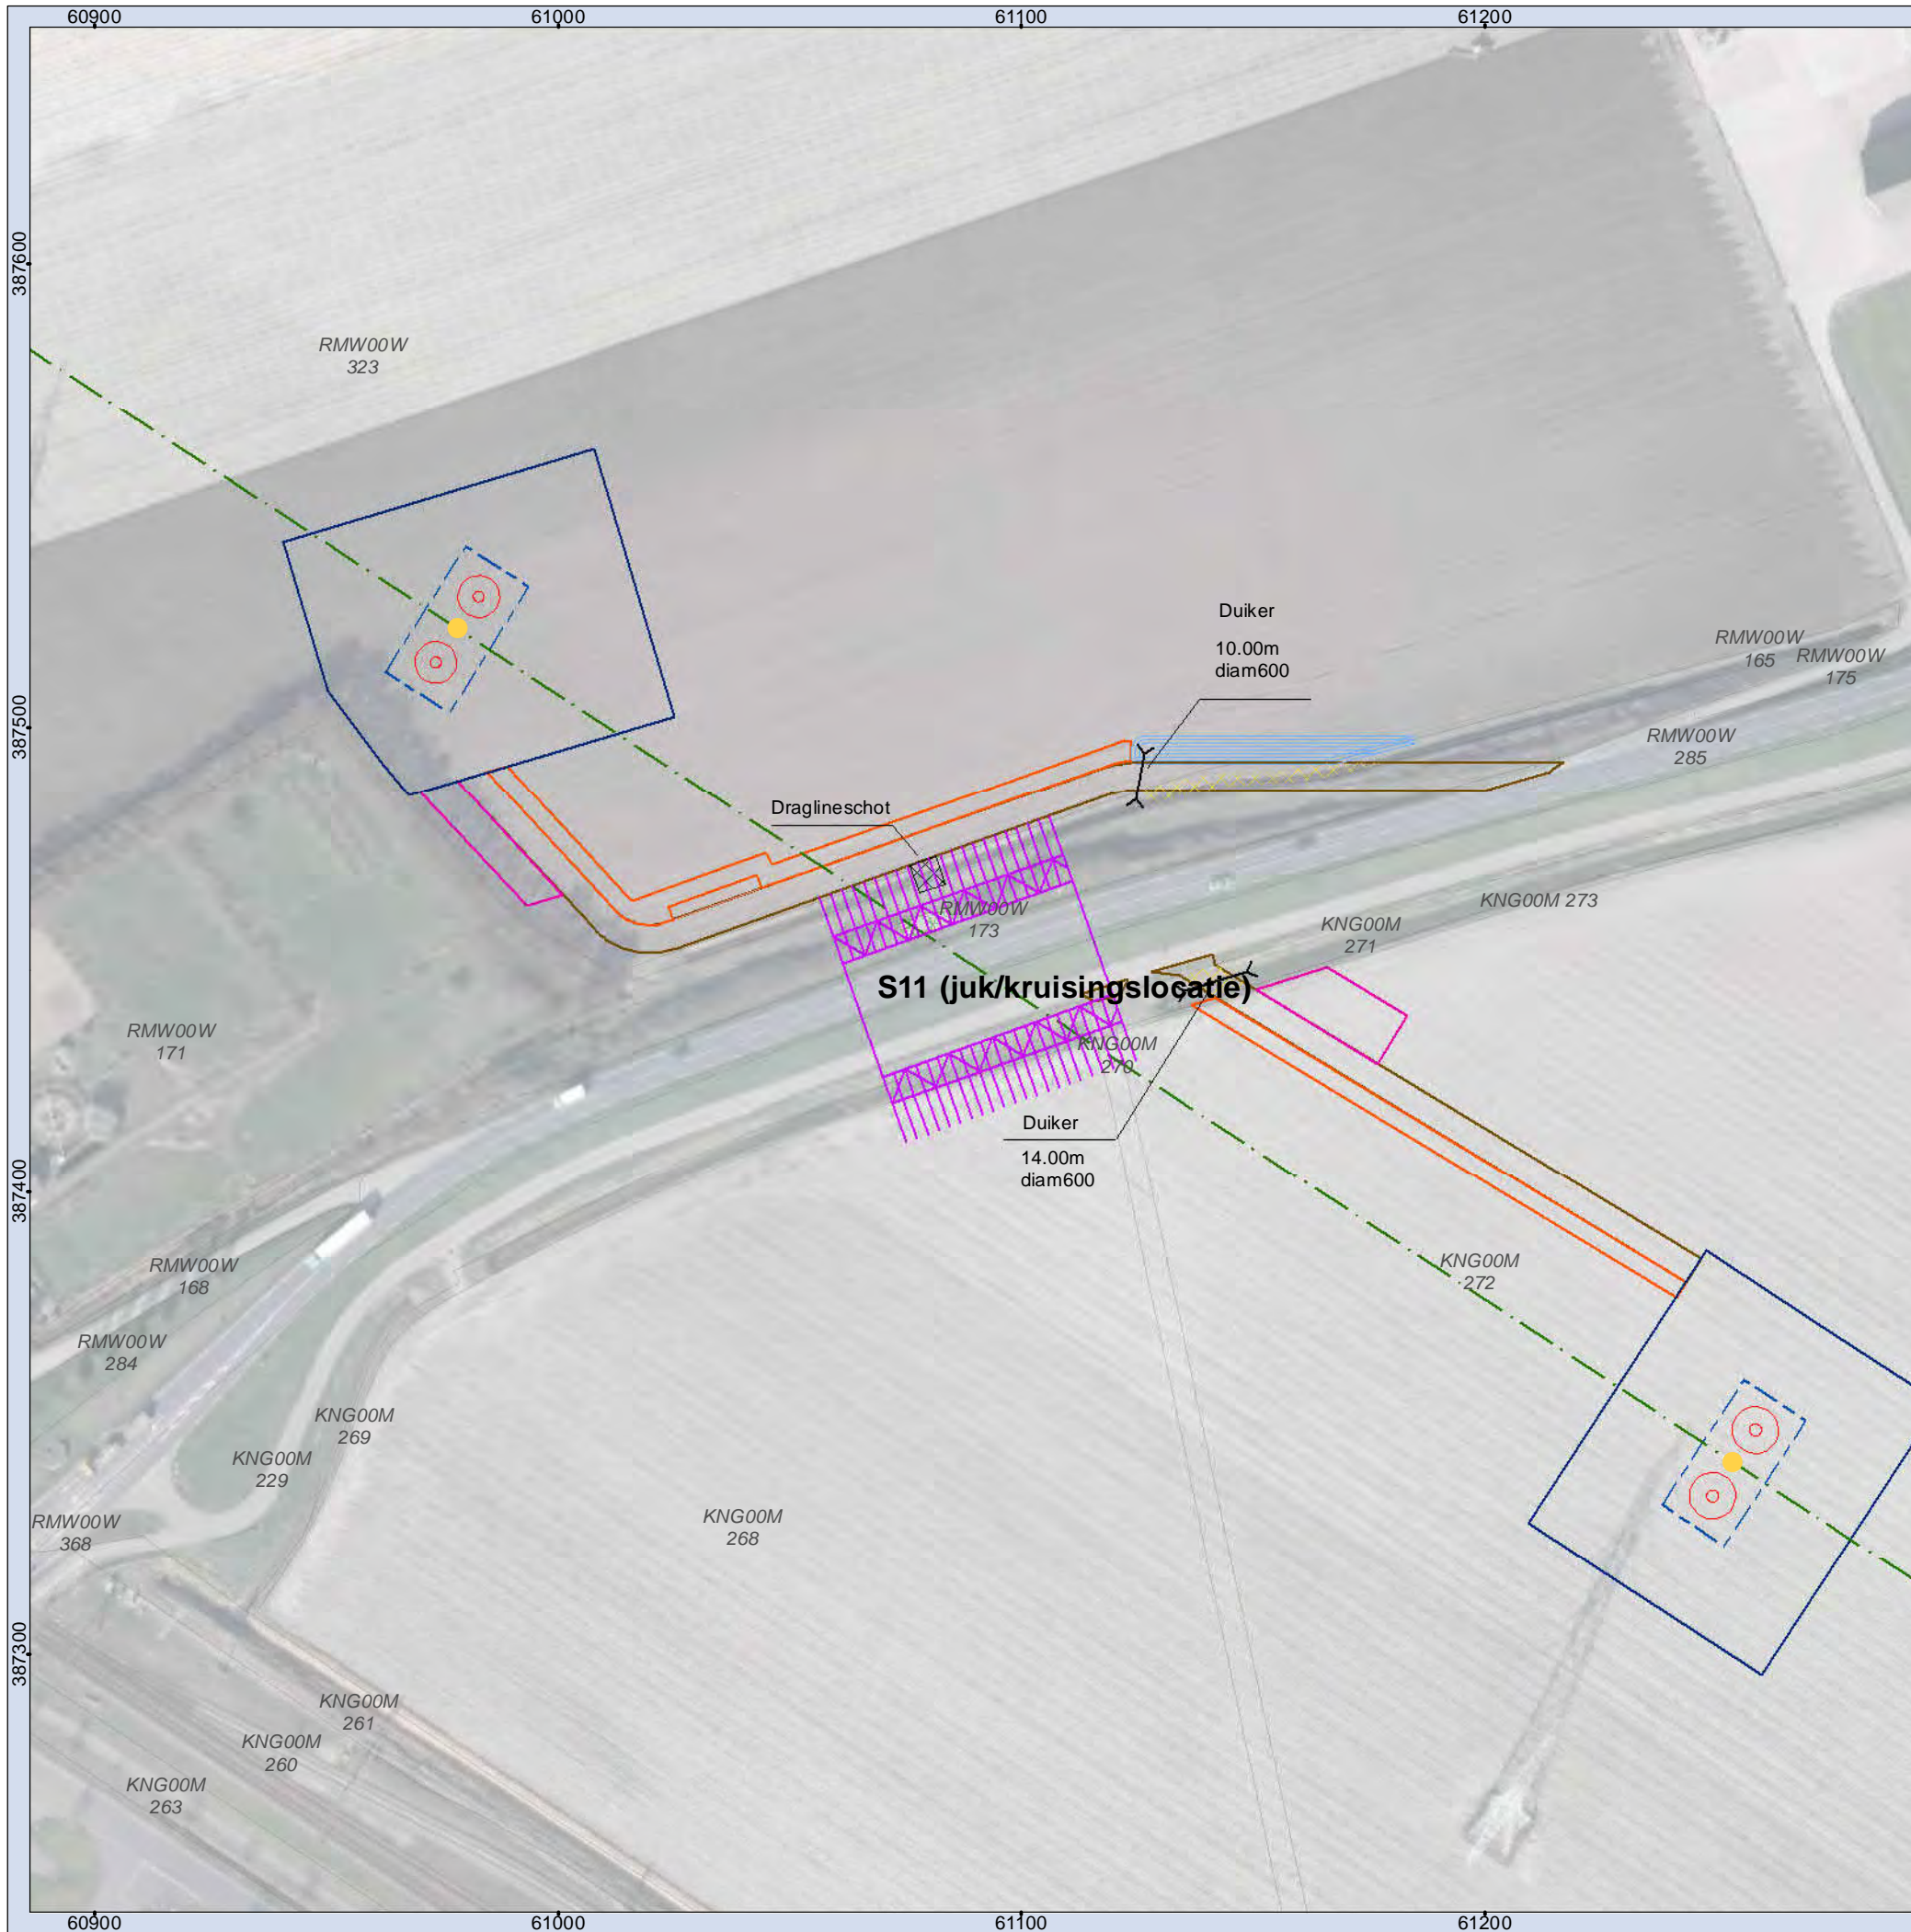 60900 61000 61100 61200
387600
RMW00W
323
Duiker
10.00m
diam600
RMW00W
165
RMW00W
175
387500
RMW00W
285
Draglineschot
KNG00M 273
RMW00W
173
KNG00M
271
S11 (juk/kruisingslocatie)
RMW00W
171
KNG00M
270
Duiker
14.00m
diam600
387400
RMW00W
168
KNG00M
272
RMW00W
284
KNG00M
269
KNG00M
229
RMW00W
368
KNG00M
268
387300
KNG00M
261
KNG00M
260
KNG00M
263
60900 61000 61100 61200